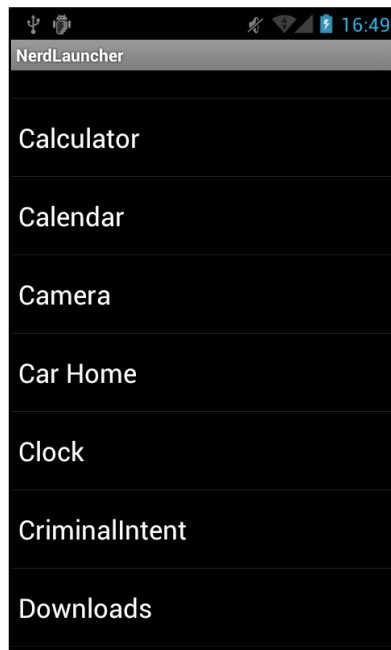 16:49
NerdLauncher
Calculator
Calendar
Camera
Car Home
Clock
CriminalIntent
Downloads